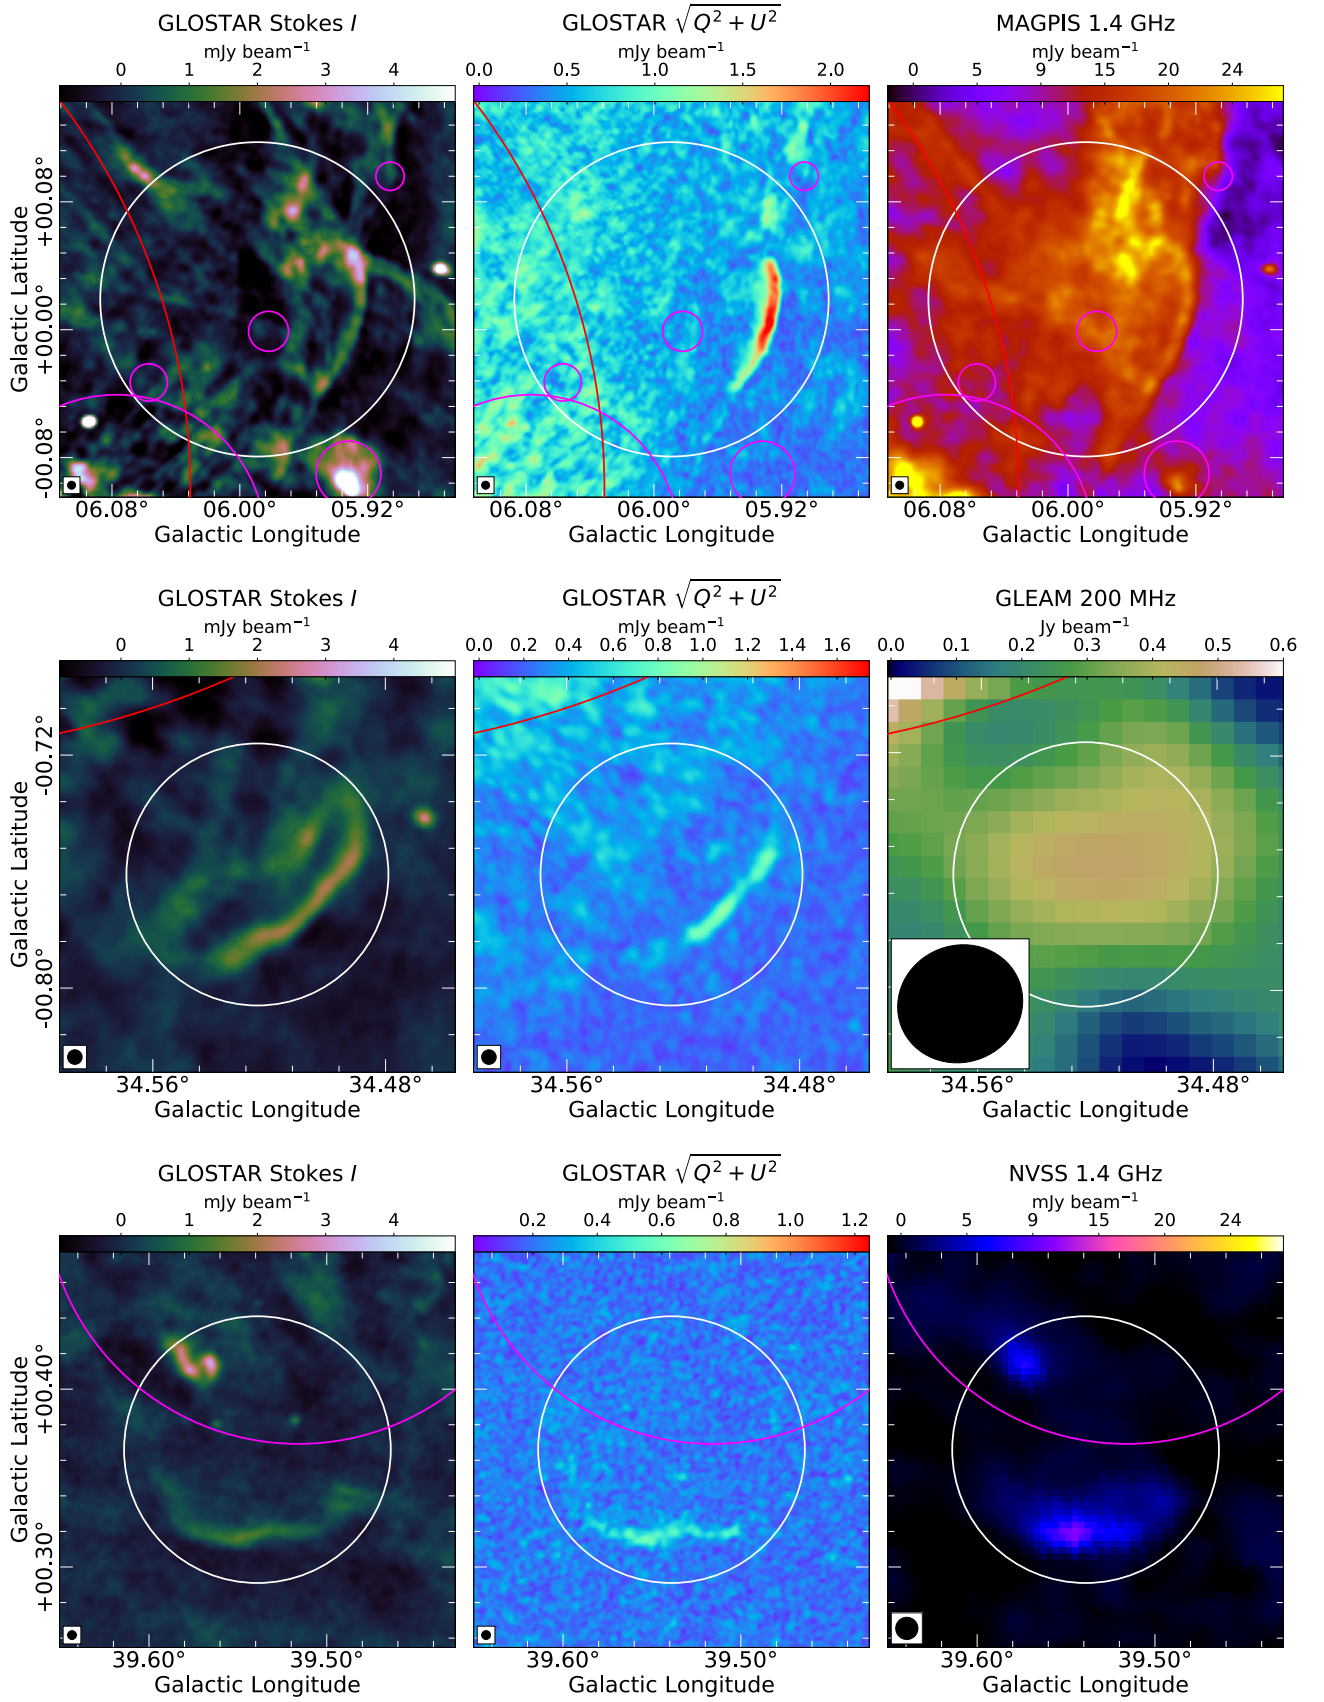 GLOSTAR Stokes I
mJy beam⁻¹
0 1 2 3 4
GLOSTAR √Q² + U²
mJy beam⁻¹
0.0 0.5 1.0 1.5 2.0
MAGPIS 1.4 GHz
mJy beam⁻¹
0 5 9 15 20 24
Galactic Latitude
+00.08°
+00.00°
-00.08°
06.08° 06.00° 05.92°
Galactic Longitude
06.08° 06.00° 05.92°
Galactic Longitude
06.08° 06.00° 05.92°
Galactic Longitude
GLOSTAR Stokes I
mJy beam⁻¹
0 1 2 3 4
GLOSTAR √Q² + U²
mJy beam⁻¹
0.0 0.2 0.4 0.6 0.8 1.0 1.2 1.4 1.6
GLEAM 200 MHz
Jy beam⁻¹
0.0 0.1 0.2 0.3 0.4 0.5 0.6
Galactic Latitude
-00.72°
-00.80°
34.56° 34.48°
Galactic Longitude
34.56° 34.48°
Galactic Longitude
34.56° 34.48°
Galactic Longitude
GLOSTAR Stokes I
mJy beam⁻¹
0 1 2 3 4
GLOSTAR √Q² + U²
mJy beam⁻¹
0.2 0.4 0.6 0.8 1.0 1.2
NVSS 1.4 GHz
mJy beam⁻¹
0 5 9 15 20 24
Galactic Latitude
+00.40°
+00.30°
39.60° 39.50°
Galactic Longitude
39.60° 39.50°
Galactic Longitude
39.60° 39.50°
Galactic Longitude